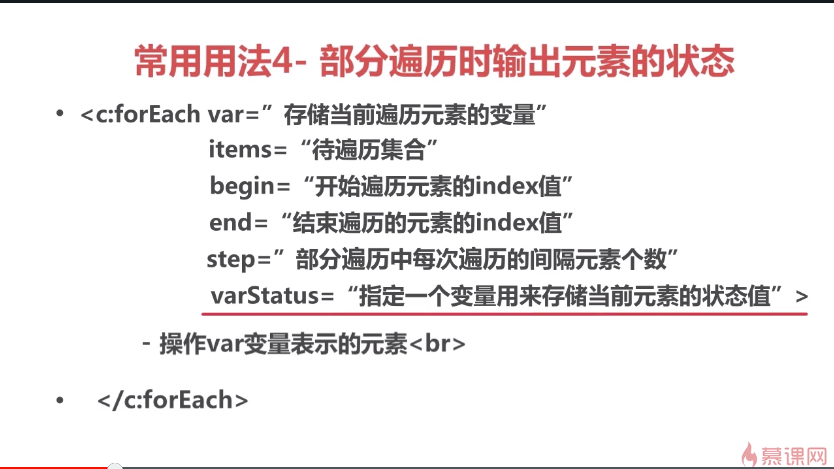 常用用法4- 部分遍历时输出元素的状态
• <c:forEach var=”存储当前遍历元素的变量”
items=“待遍历集合”
begin=“开始遍历元素的index值”
end=“结束遍历的元素的index值”
step=”部分遍历中每次遍历的间隔元素个数”
varStatus=“指定一个变量用来存储当前元素的状态值”>
- 操作var变量表示的元素<br>
• </c:forEach>
慕课网